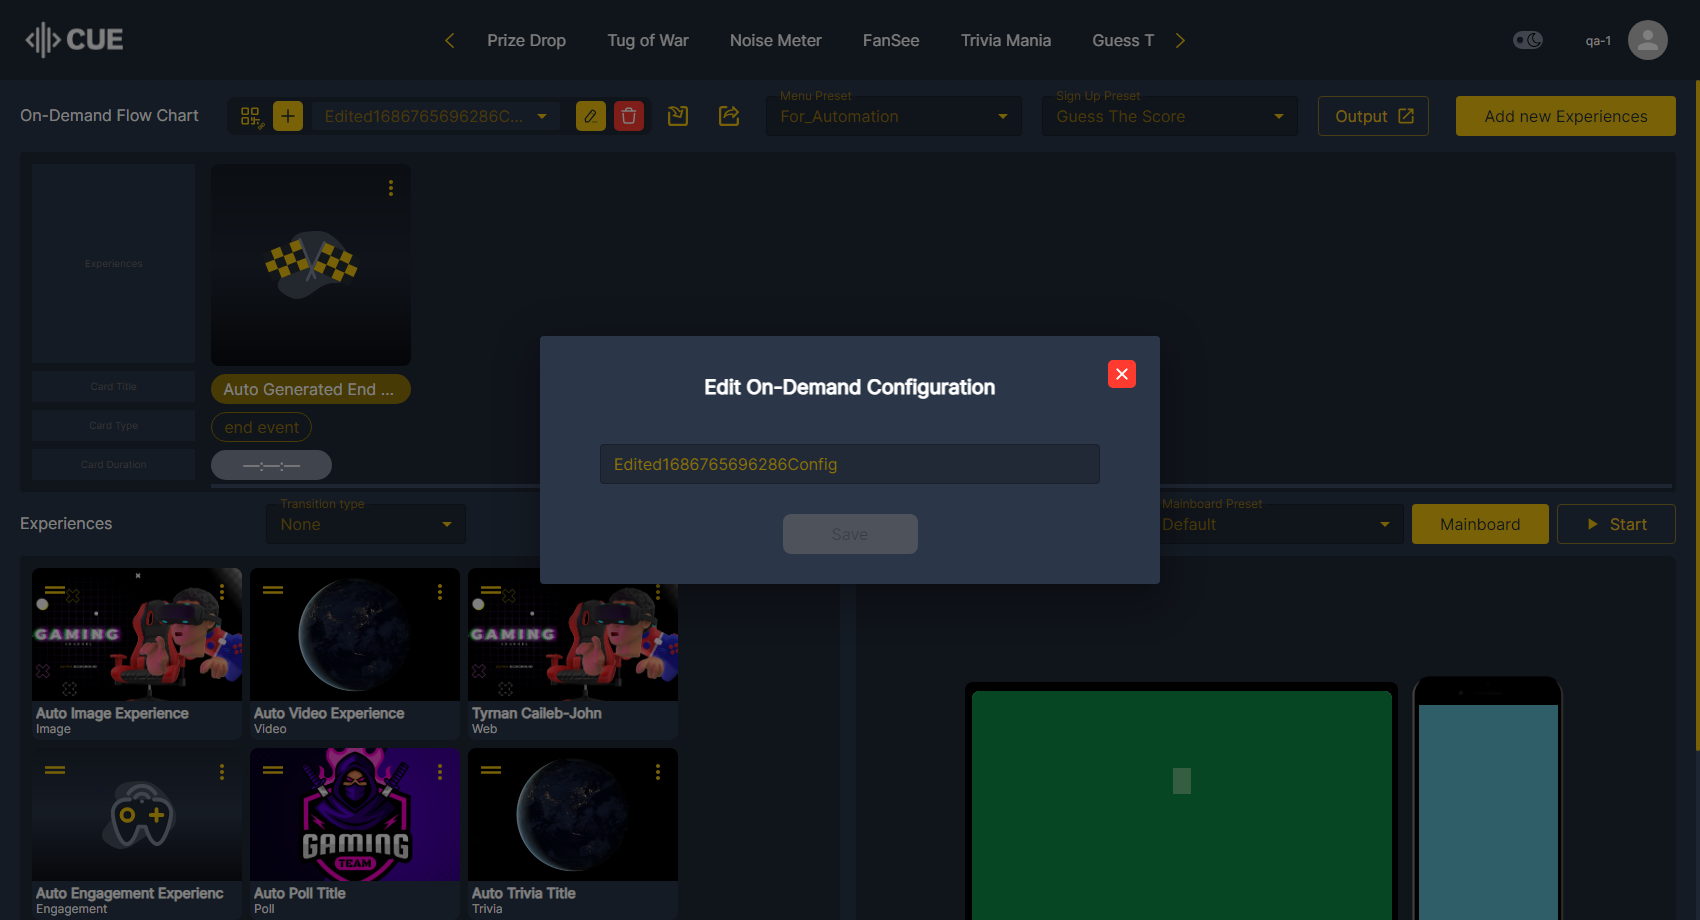 CUE
Prize Drop
Tug of War
Noise Meter
FanSee
Trivia Mania
Guess T
qa-1
On-Demand Flow Chart
Edited1686765696286C...
Menu Preset
For_Automation
Sign Up Preset
Guess The Score
Output
Add new Experiences
Experiences
Card Title
Auto Generated End ...
Card Type
end event
Card Duration
—:—:—
Edit On-Demand Configuration
Edited1686765696286Config
Save
Experiences
Transition type
None
Mainboard Preset
Default
Mainboard
Start
GAMING
Auto Image Experience
Image
Auto Video Experience
Video
GAMING
Tyrnan Caileb-John
Web
Auto Engagement Experienc
Engagement
GAMING
TEAM
Auto Poll Title
Poll
Auto Trivia Title
Trivia